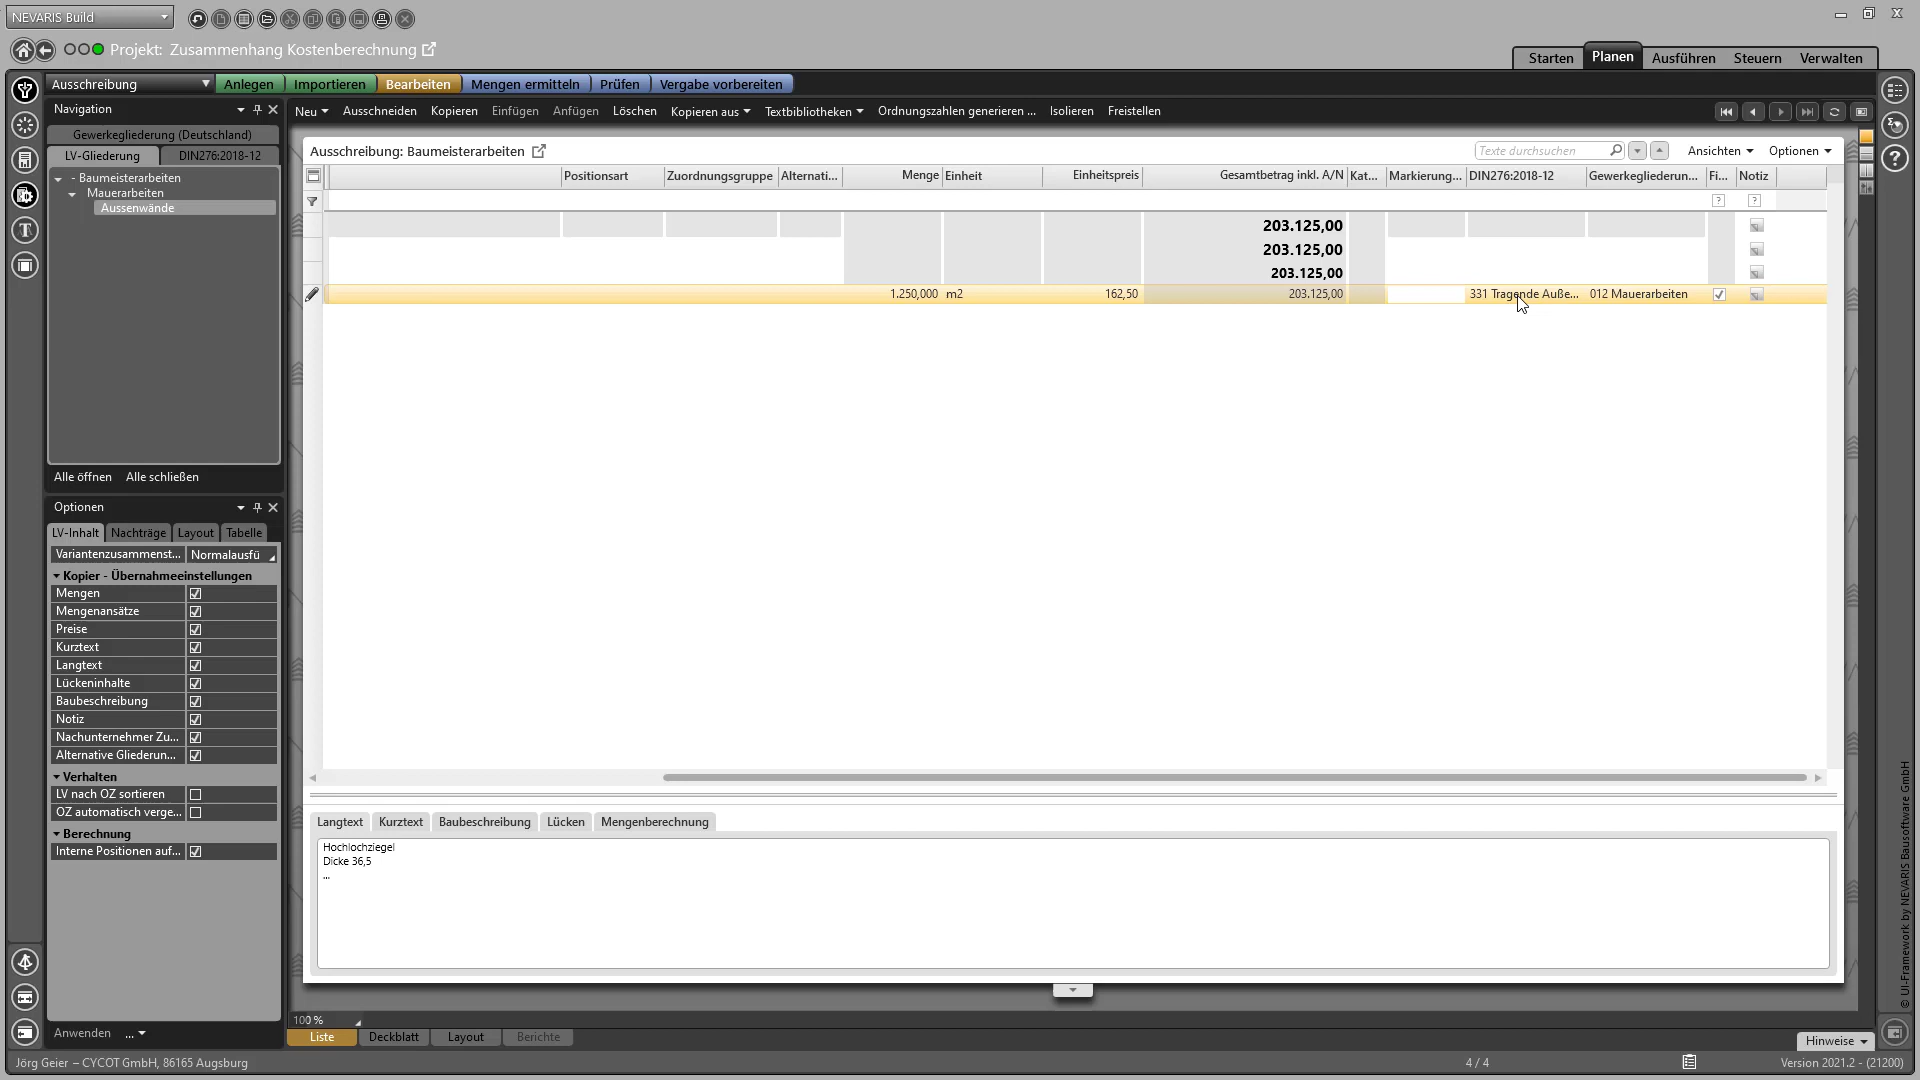 NEVARIS Build
Projekt: Zusammenhang Kostenberechnung
Starten Planen Ausführen Steuern Verwalten
Ausschreibung Anlegen Importieren Bearbeiten Mengen ermitteln Prüfen Vergabe vorbereiten
Navigation
Neu Ausschneiden Kopieren Einfügen Anfügen Löschen Kopieren aus Textbibliotheken Ordnungszahlen generieren ... Isolieren Freistellen
Gewerkegliederung (Deutschland)
LV-Gliederung DIN276:2018-12
- Baumeisterarbeiten
Mauerarbeiten
Aussenwände
Alle öffnen Alle schließen
Ausschreibung: Baumeisterarbeiten
Texte durchsuchen Ansichten Optionen
Positionsart Zuordnungsgruppe Alternati... Menge Einheit Einheitspreis Gesamtbetrag inkl. A/N Kat... Markierung... DIN276:2018-12 Gewerkegliederun... Fi... Notiz
? ?
203.125,00
203.125,00
203.125,00
1.250,000 m2 162,50 203.125,00 331 Tragende Auße... 012 Mauerarbeiten
Optionen
LV-Inhalt Nachträge Layout Tabelle
Variantenzusammenst... Normalausfü
Kopier - Übernahmeeinstellungen
Mengen
Mengenansätze
Preise
Kurztext
Langtext
Lückeninhalte
Baubeschreibung
Notiz
Nachunternehmer Zu...
Alternative Gliederun...
Verhalten
LV nach OZ sortieren
OZ automatisch verge...
Berechnung
Interne Positionen auf...
Anwenden ...
Langtext Kurztext Baubeschreibung Lücken Mengenberechnung
Hochlochziegel
Dicke 36,5
...
100 %
Liste Deckblatt Layout Berichte
Hinweise
© UI-Framework by NEVARIS Bausoftware GmbH
Jörg Geier – CYCOT GmbH, 86165 Augsburg
4 / 4
Version 2021.2 - (21200)